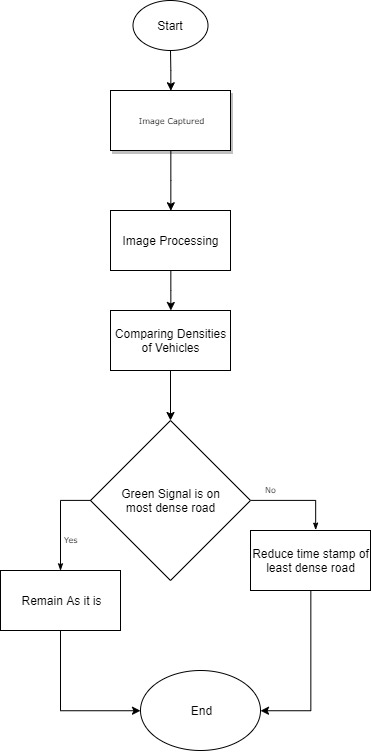 Start
Image Captured
Image Processing
Comparing Densities
of Vehicles
Green Signal is on
most dense road
No
Yes
Reduce time stamp of
least dense road
Remain As it is
End